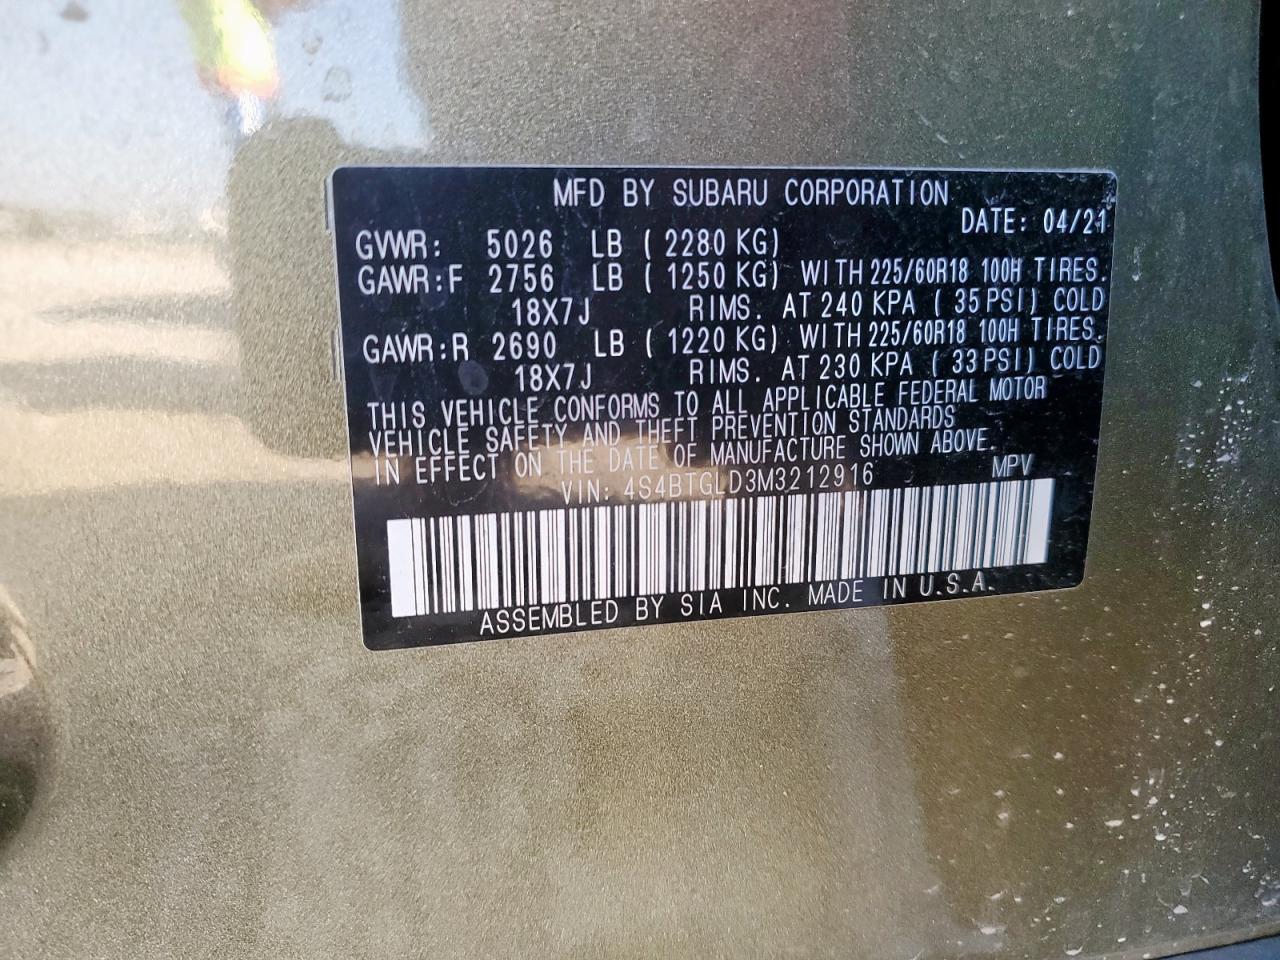 MFD BY SUBARU CORPORATION
DATE: 04/21
GVWR: 5026 LB ( 2280 KG)
GAWR:F 2756 LB ( 1250 KG) WITH 225/60R18 100H TIRES.
18X7J RIMS. AT 240 KPA ( 35 PSI) COLD
GAWR:R 2690 LB ( 1220 KG) WITH 225/60R18 100H TIRES.
18X7J RIMS. AT 230 KPA ( 33 PSI) COLD
THIS VEHICLE CONFORMS TO ALL APPLICABLE FEDERAL MOTOR
VEHICLE SAFETY AND THEFT PREVENTION STANDARDS
IN EFFECT ON THE DATE OF MANUFACTURE SHOWN ABOVE.
VIN: 4S4BTGLD3M3212916 MPV
ASSEMBLED BY SIA INC. MADE IN U.S.A.